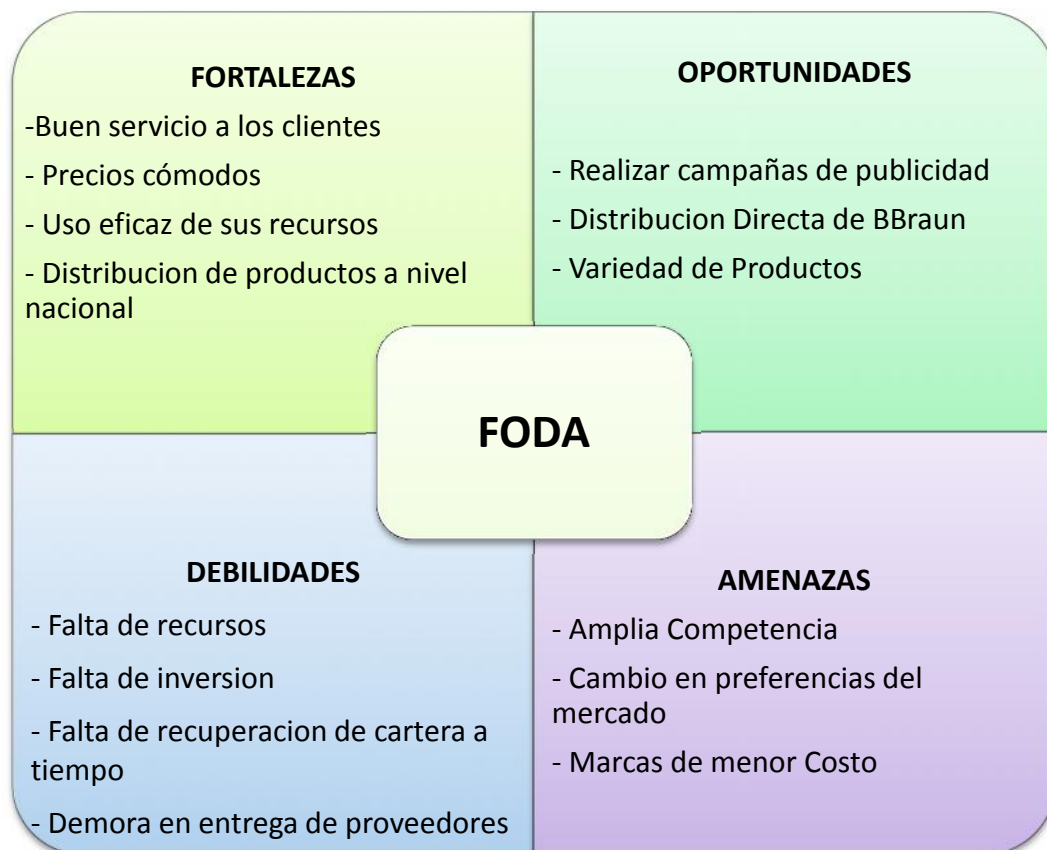 FORTALEZAS
-Buen servicio a los clientes
- Precios cómodos
- Uso eficaz de sus recursos
- Distribucion de productos a nivel
nacional
OPORTUNIDADES
- Realizar campañas de publicidad
- Distribucion Directa de BBraun
- Variedad de Productos
FODA
DEBILIDADES
- Falta de recursos
- Falta de inversion
- Falta de recuperacion de cartera a
tiempo
- Demora en entrega de proveedores
AMENAZAS
- Amplia Competencia
- Cambio en preferencias del
mercado
- Marcas de menor Costo